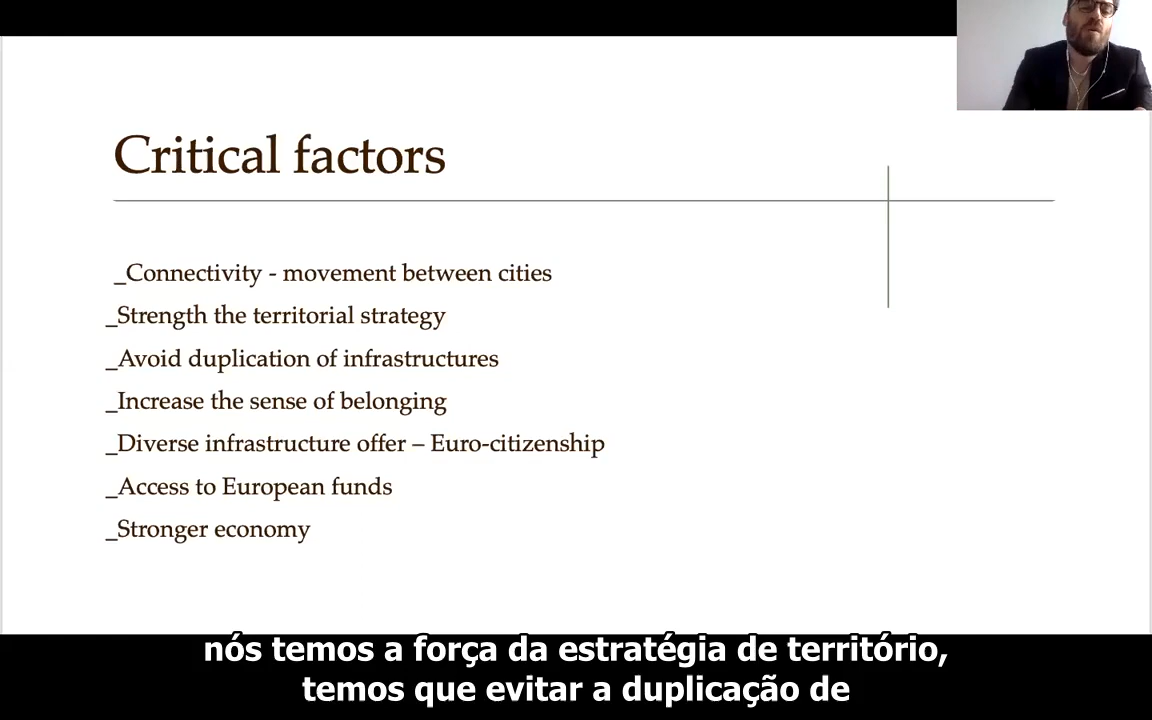 Critical factors
_Connectivity - movement between cities
_Strength the territorial strategy
_Avoid duplication of infrastructures
_Increase the sense of belonging
_Diverse infrastructure offer – Euro-citizenship
_Access to European funds
_Stronger economy
nós temos a força da estratégia de território,
temos que evitar a duplicação de